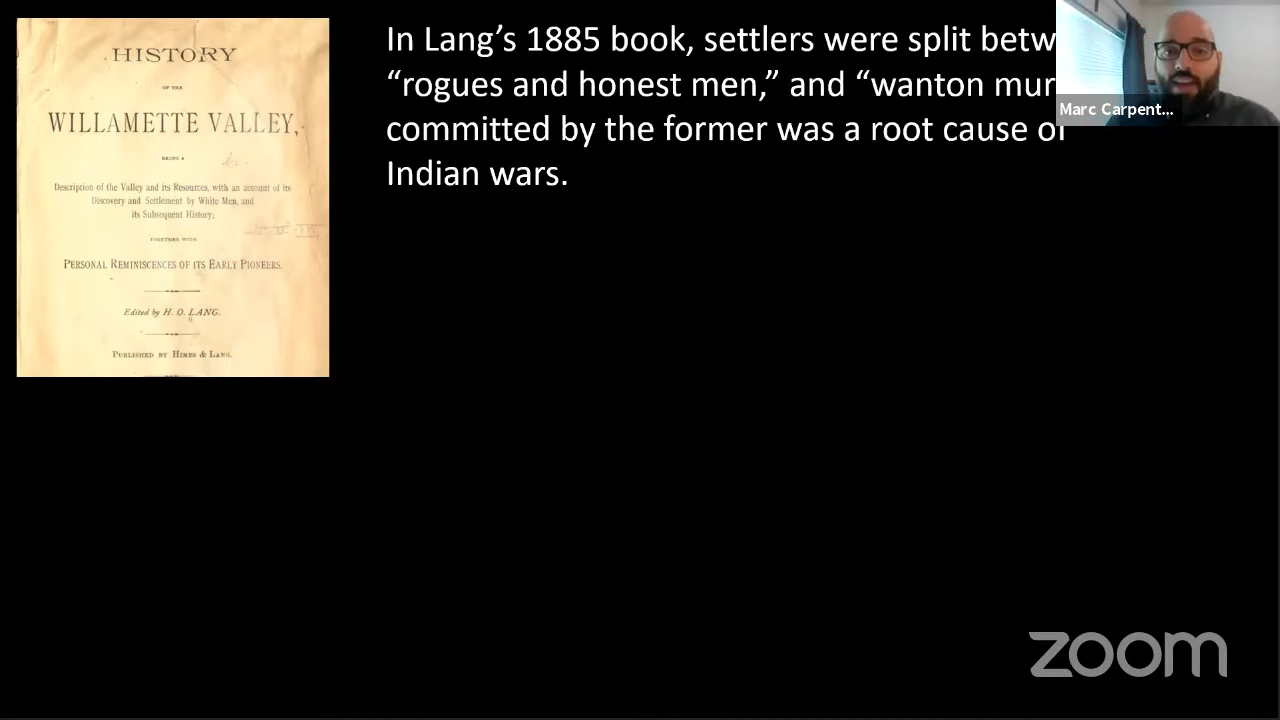 HISTORY
OF THE
WILLAMETTE VALLEY,
BEING A
Description of the Valley and its Resources, with an account of its
Discovery and Settlement by White Men, and
its Subsequent History;
TOGETHER WITH
PERSONAL REMINISCENCES OF ITS EARLY PIONEERS.
Edited by H. O. LANG.
PUBLISHED BY HIMES & LANG.
In Lang’s 1885 book, settlers were split betw
“rogues and honest men,” and “wanton mur
committed by the former was a root cause of
Indian wars.
Marc Carpent...
zoom